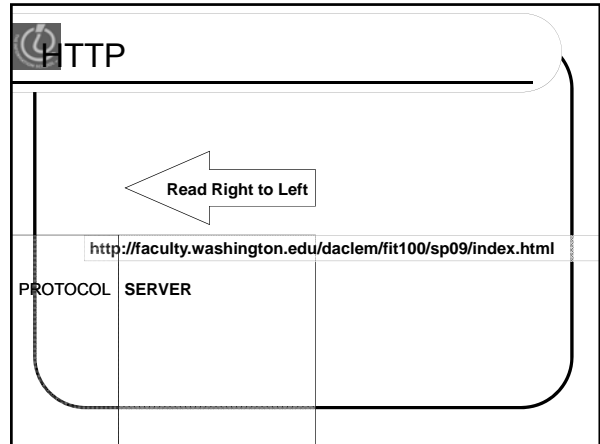 HTTP
Read Right to Left
http://faculty.washington.edu/daclem/fit100/sp09/index.html
PROTOCOL SERVER